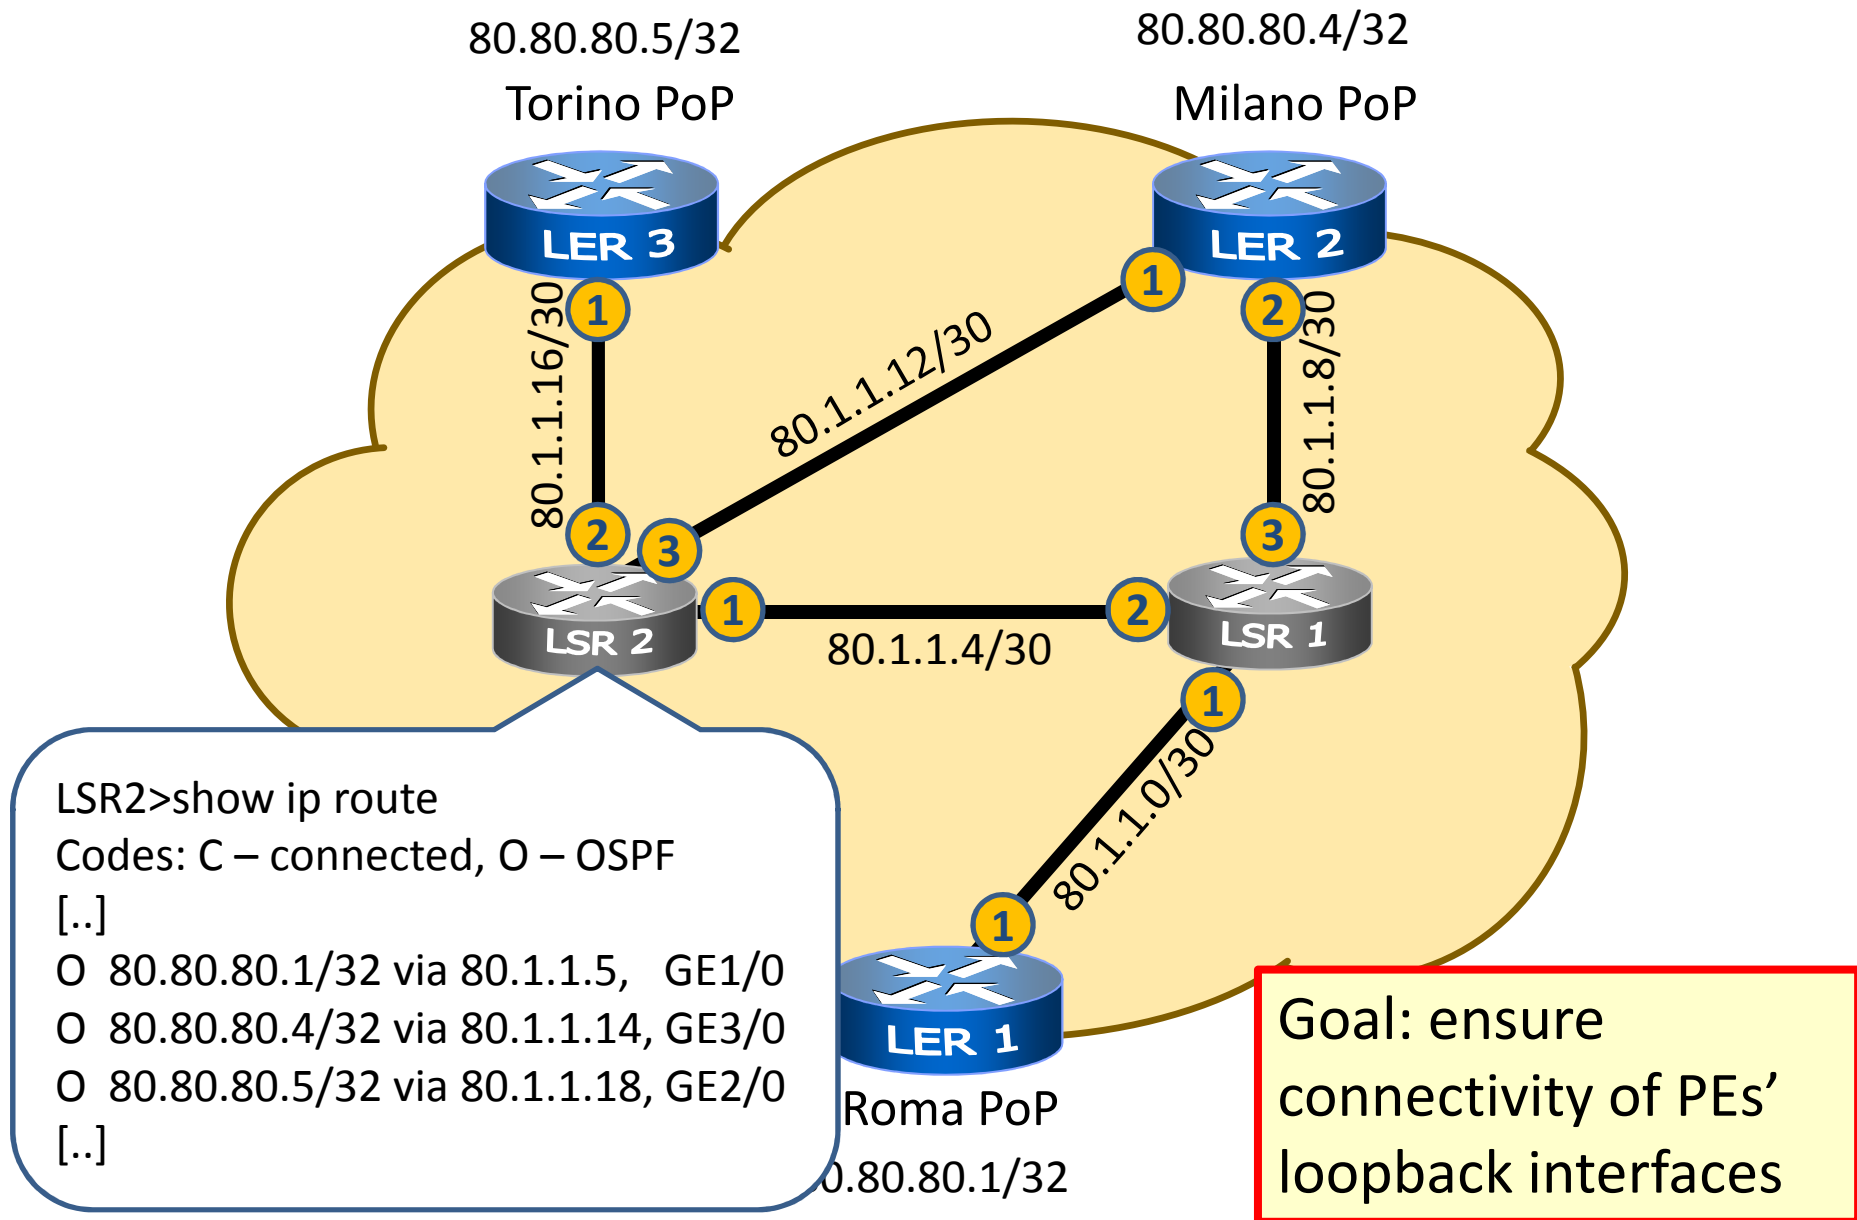 80.80.80.5/32
80.80.80.4/32
Torino PoP
Milano PoP
LER 3
LER 2
1
1
2
80.1.1.16/30
80.1.1.12/30
80.1.1.8/30
2
3
3
1
2
LSR 2
LSR 1
80.1.1.4/30
1
80.1.1.0/30
1
LSR2>show ip route
Codes: C – connected, O – OSPF
[..]
O 80.80.80.1/32 via 80.1.1.5, GE1/0
O 80.80.80.4/32 via 80.1.1.14, GE3/0
O 80.80.80.5/32 via 80.1.1.18, GE2/0
[..]
LER 1
Roma PoP
0.80.80.1/32
Goal: ensure
connectivity of PEs’
loopback interfaces